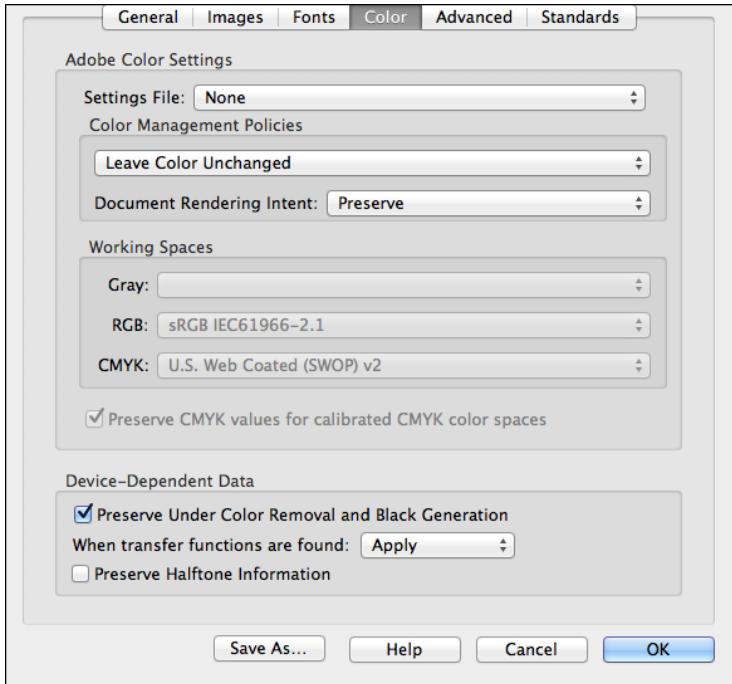 General Images Fonts Color Advanced Standards
Adobe Color Settings
Settings File: None
Color Management Policies
Leave Color Unchanged
Document Rendering Intent: Preserve
Working Spaces
Gray:
RGB: sRGB IEC61966-2.1
CMYK: U.S. Web Coated (SWOP) v2
Preserve CMYK values for calibrated CMYK color spaces
Device-Dependent Data
Preserve Under Color Removal and Black Generation
When transfer functions are found: Apply
Preserve Halftone Information
Save As... Help Cancel OK